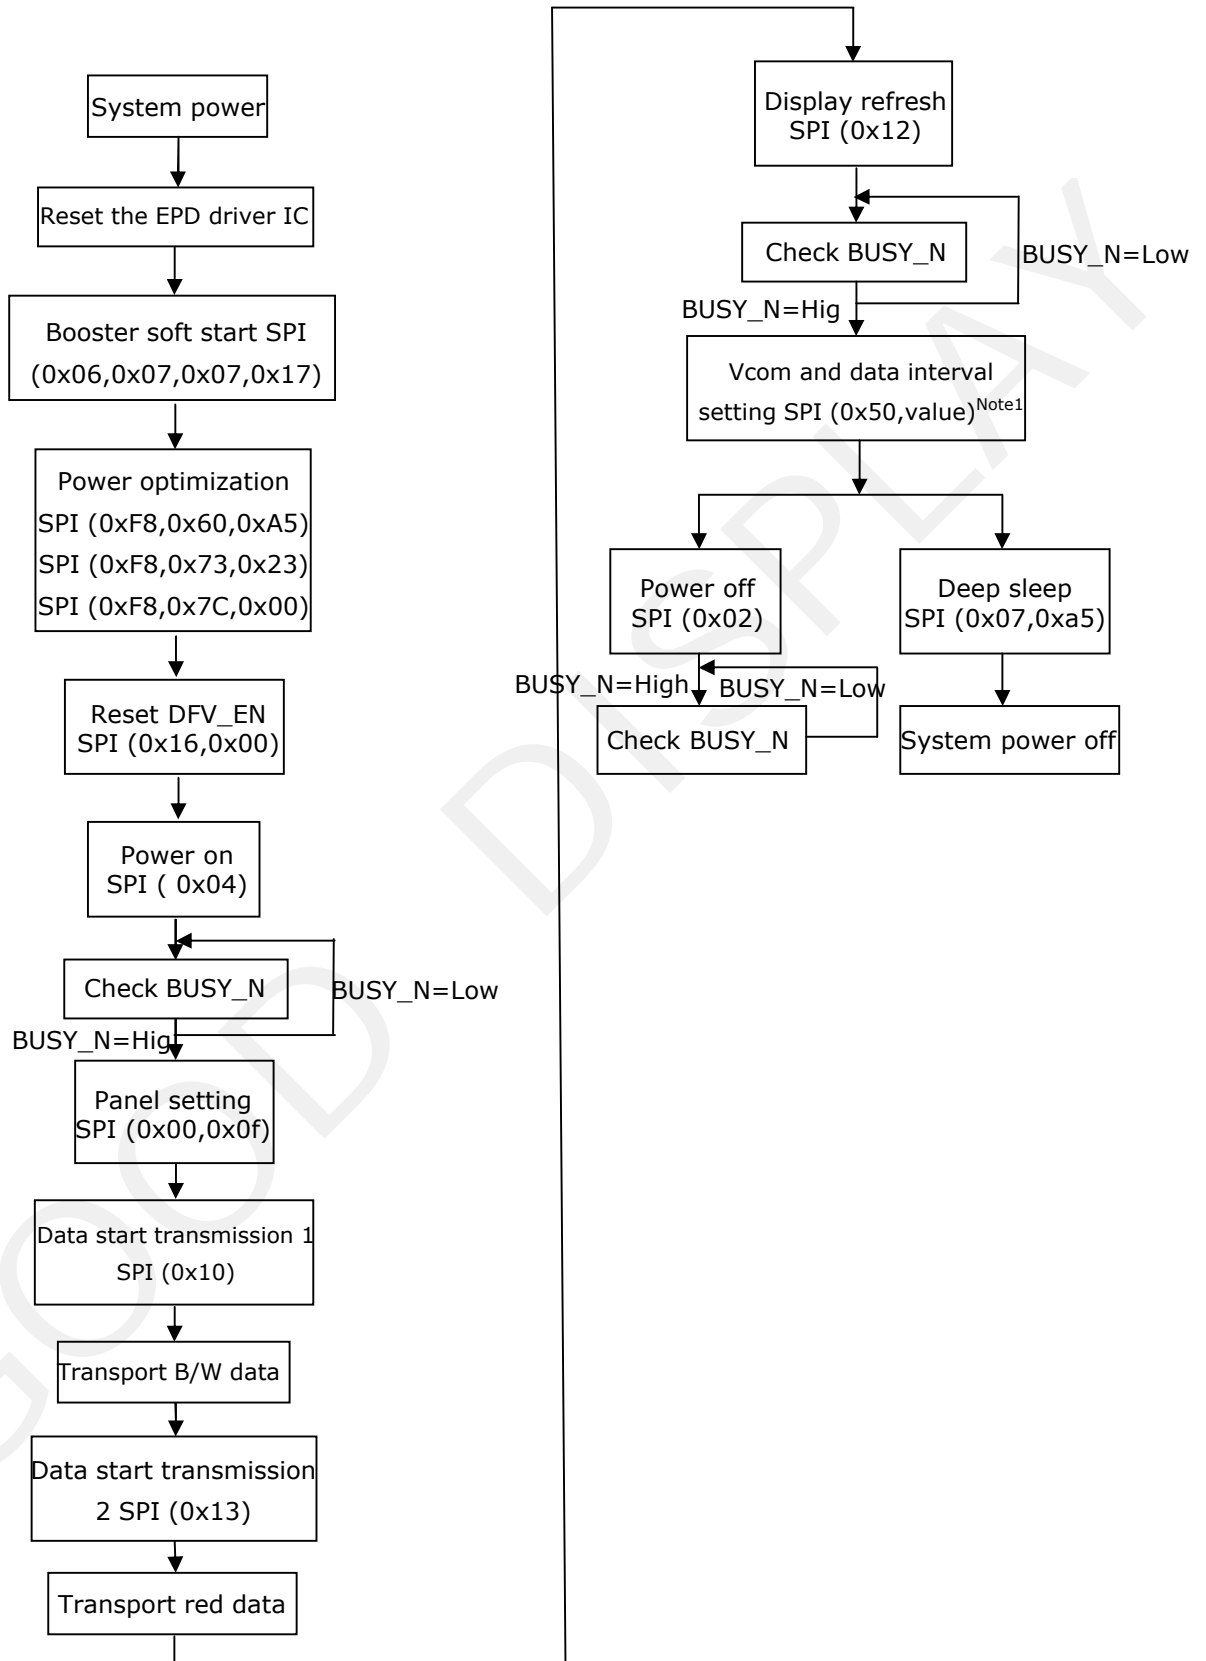 System power
Reset the EPD driver IC
Booster soft start SPI
(0x06,0x07,0x07,0x17)
Power optimization
SPI (0xF8,0x60,0xA5)
SPI (0xF8,0x73,0x23)
SPI (0xF8,0x7C,0x00)
Reset DFV_EN
SPI (0x16,0x00)
Power on
SPI ( 0x04)
Check BUSY_N
BUSY_N=Low
BUSY_N=Hig
Panel setting
SPI (0x00,0x0f)
Data start transmission 1
SPI (0x10)
Transport B/W data
Data start transmission
2 SPI (0x13)
Transport red data
Display refresh
SPI (0x12)
Check BUSY_N
BUSY_N=Low
BUSY_N=Hig
Vcom and data interval
setting SPI (0x50,value)Note1
Power off
SPI (0x02)
BUSY_N=High
BUSY_N=Low
Check BUSY_N
Deep sleep
SPI (0x07,0xa5)
System power off
GOOD DISPLAY